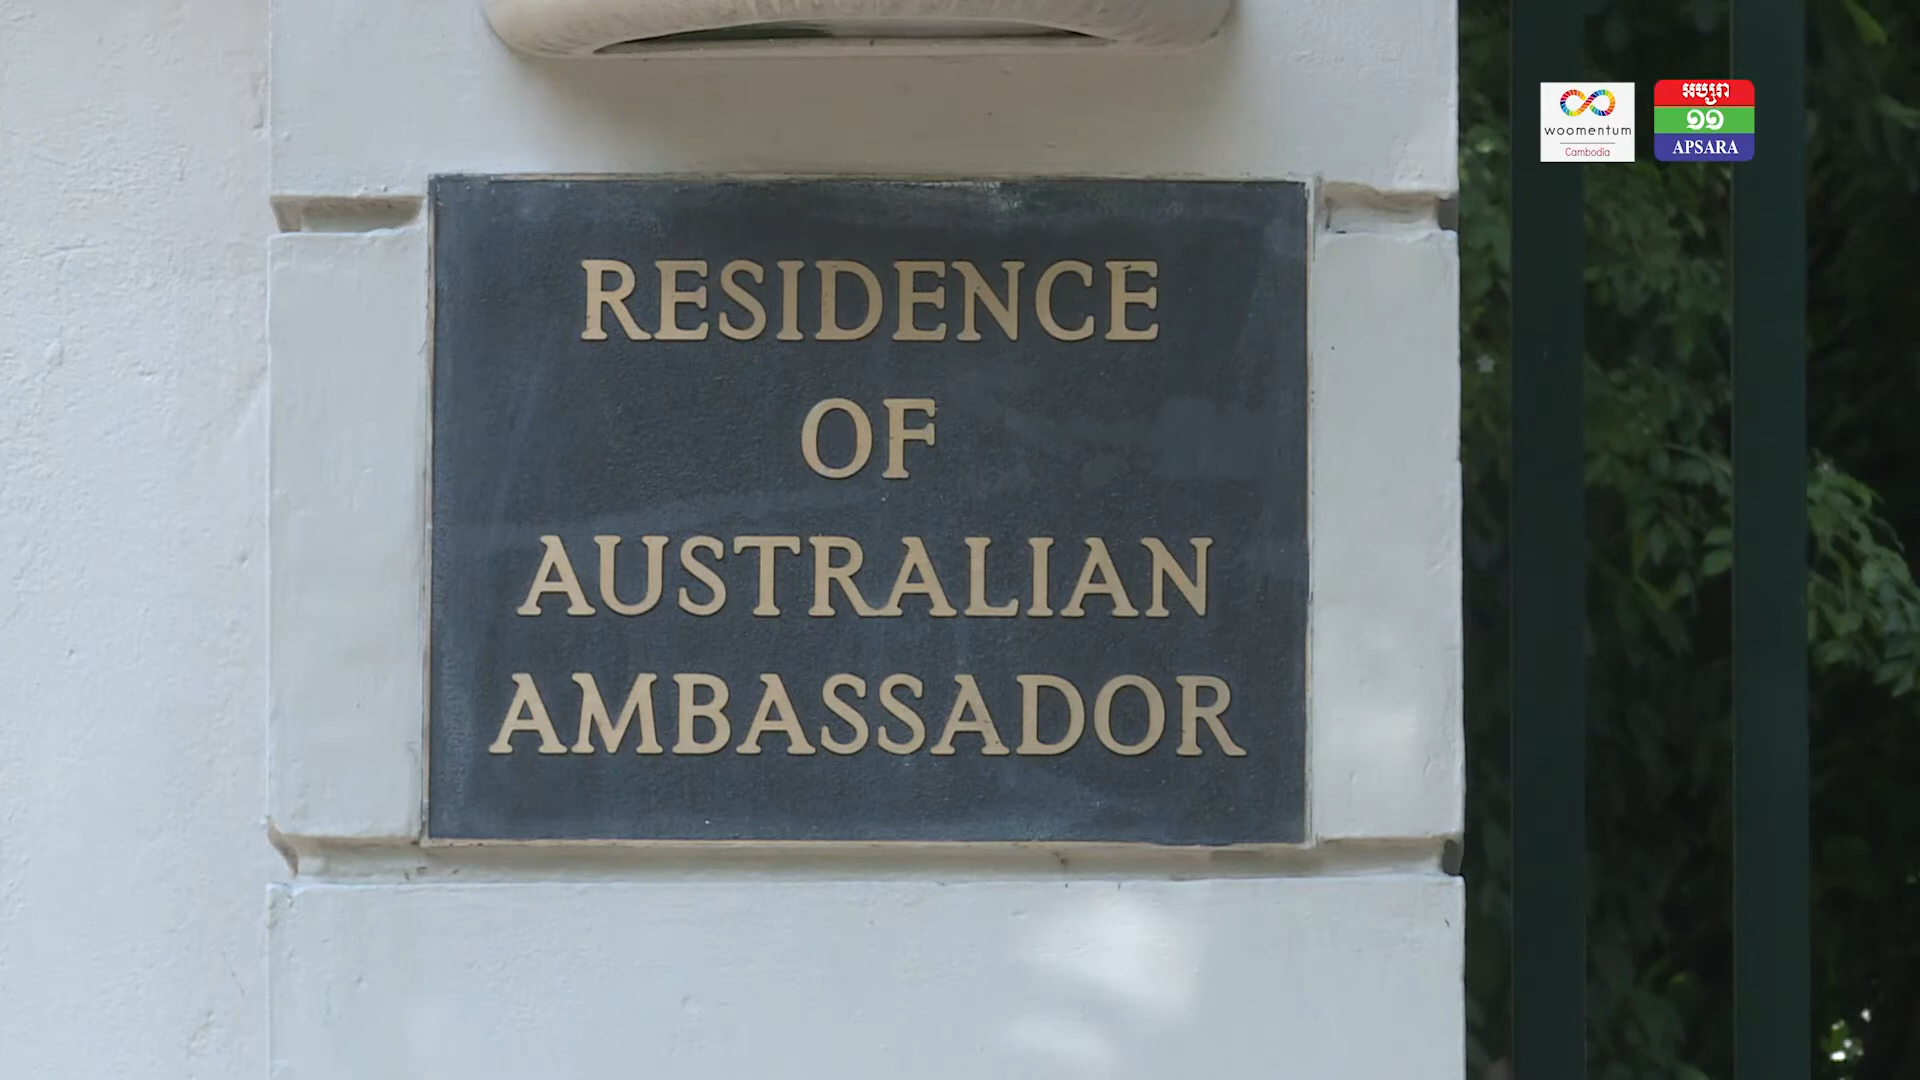 RESIDENCE
OF
AUSTRALIAN
AMBASSADOR
woomentum
Cambodia
អប្សរា
១១
APSARA